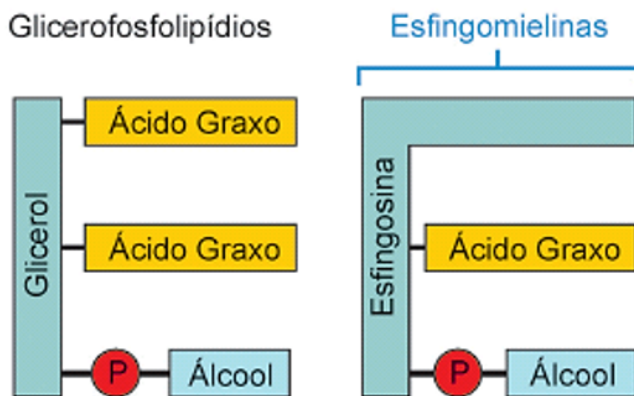 Glicerofosfolipídios
Esfingomielinas
Glicerol
Ácido Graxo
Ácido Graxo
P
Álcool
Esfingosina
Ácido Graxo
P
Álcool